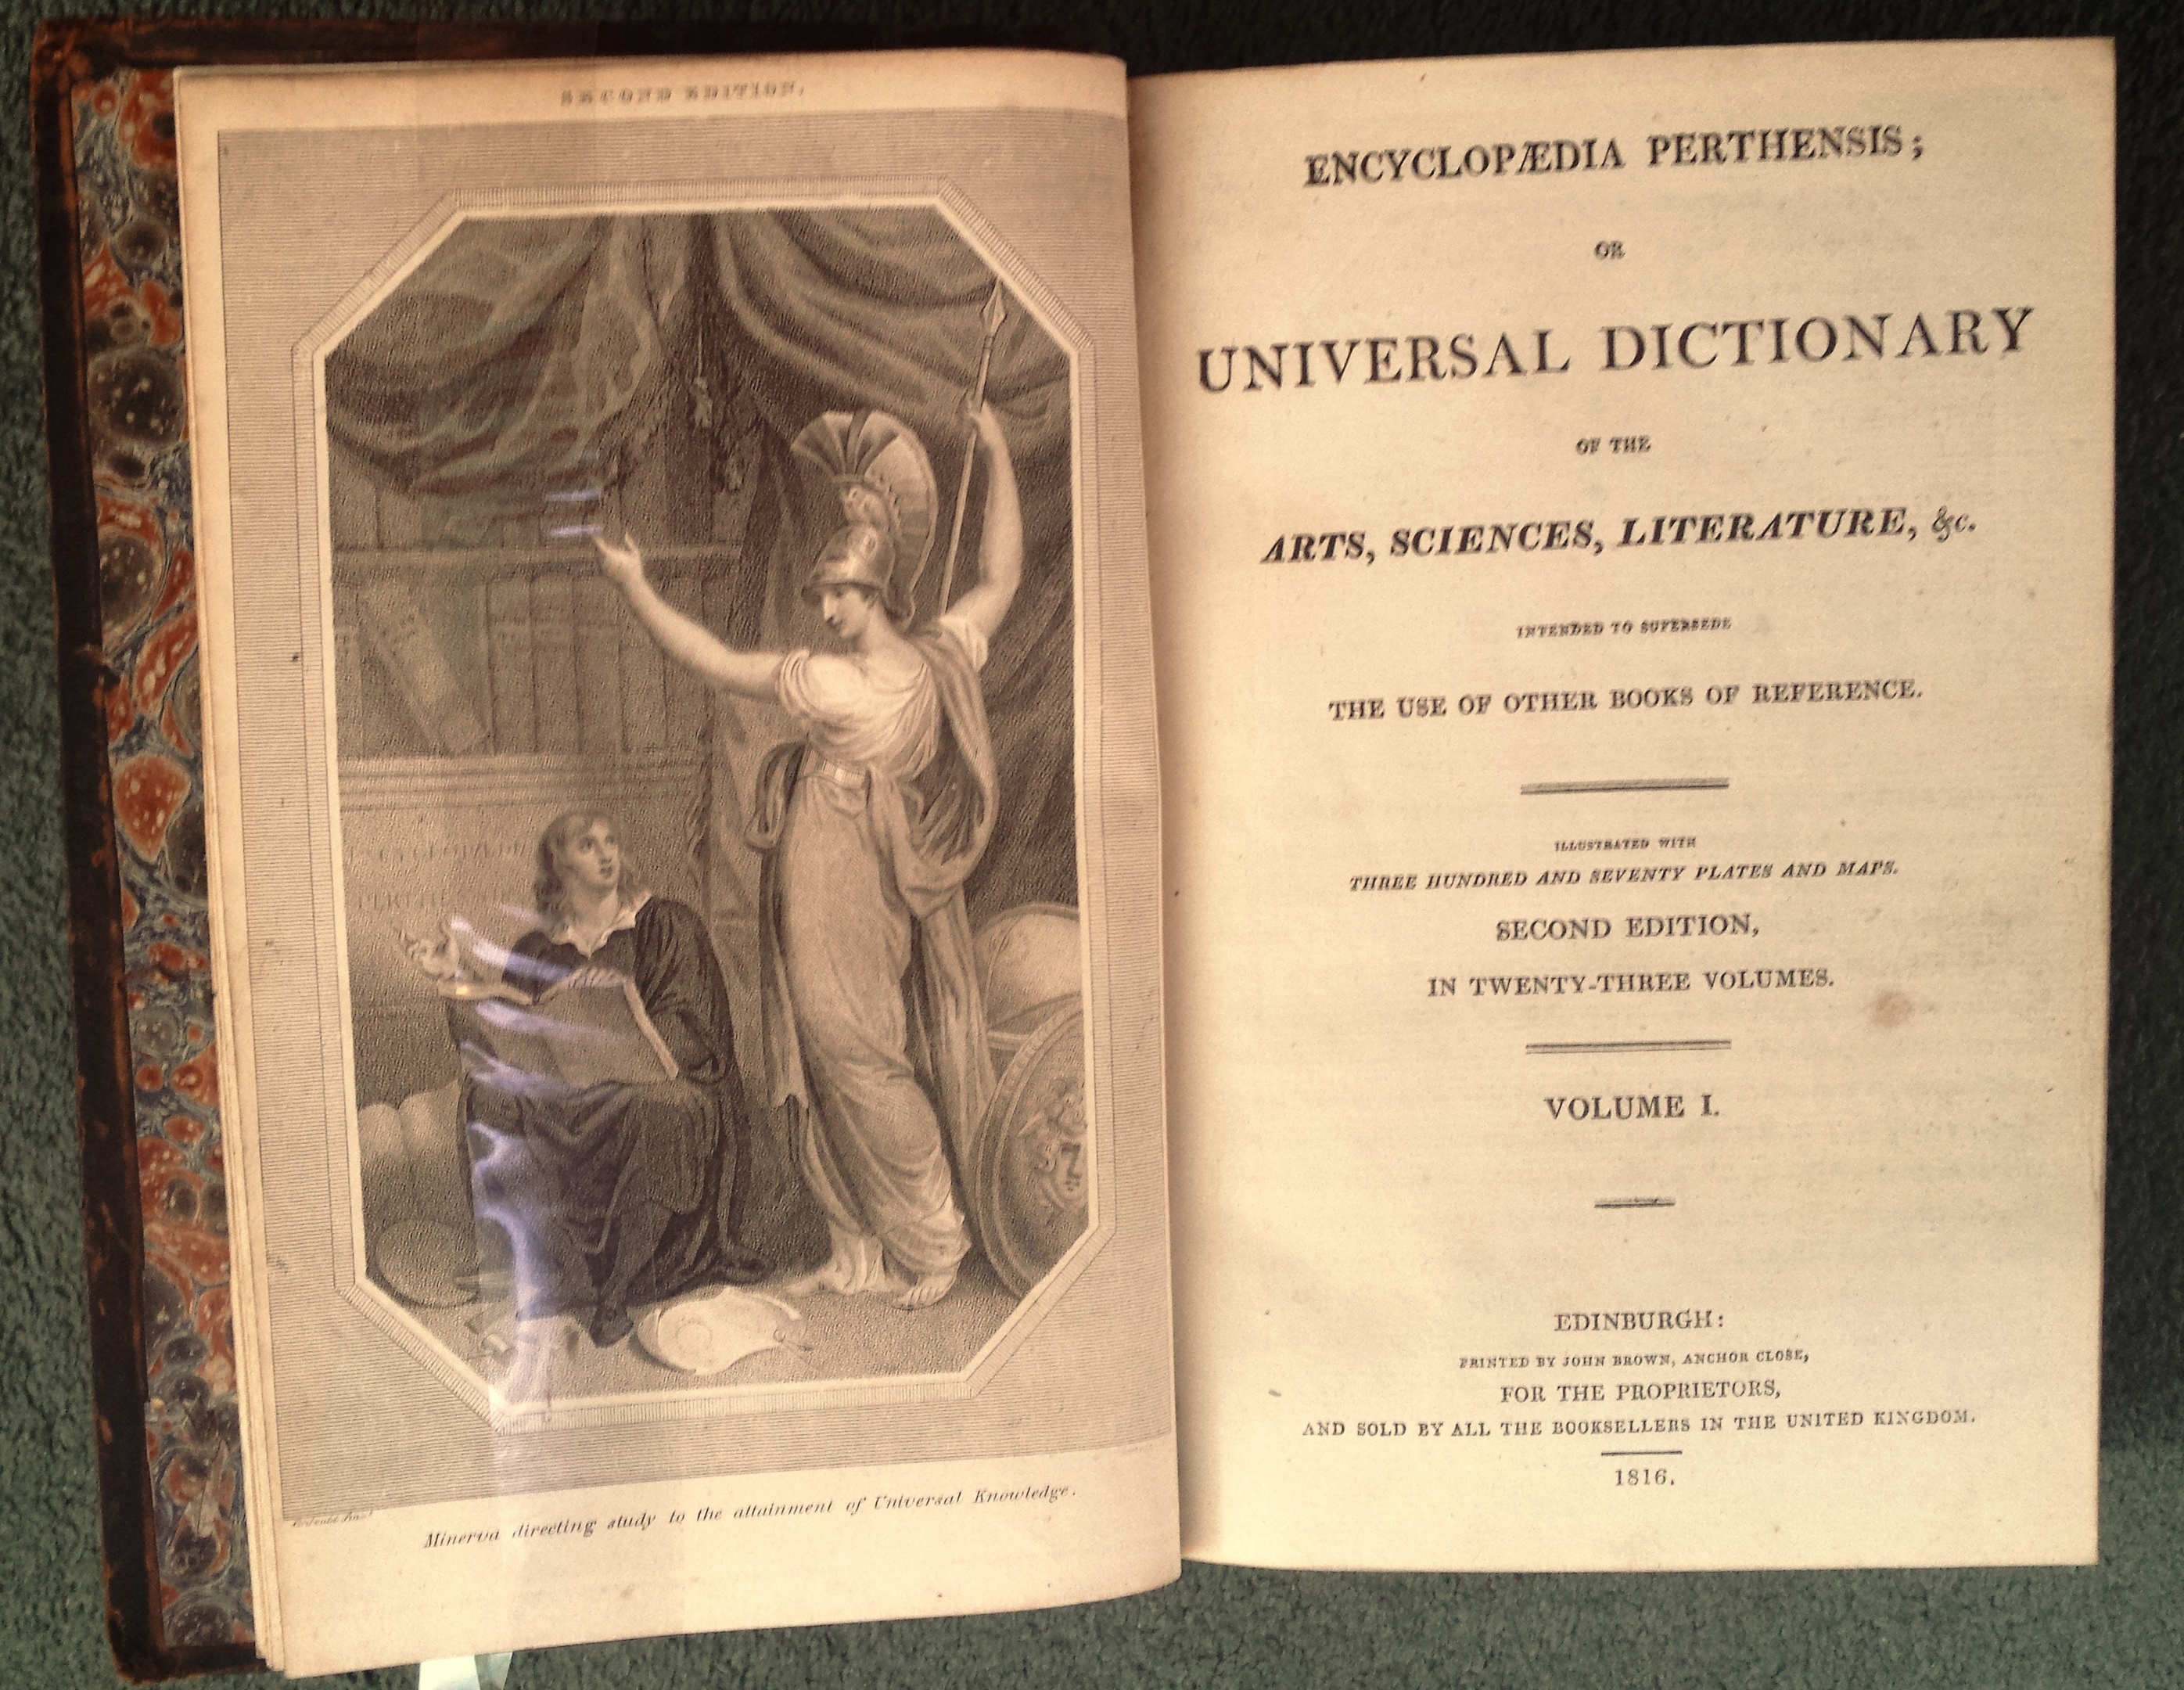 SECOND EDITION.
ENCYCLOPÆDIA
PERTHE
Minerva directing study to the attainment of Universal Knowledge.
ENCYCLOPÆDIA PERTHENSIS;
OR
UNIVERSAL DICTIONARY
OF THE
ARTS, SCIENCES, LITERATURE, &c.
INTENDED TO SUPERSEDE
THE USE OF OTHER BOOKS OF REFERENCE.
ILLUSTRATED WITH
THREE HUNDRED AND SEVENTY PLATES AND MAPS.
SECOND EDITION,
IN TWENTY-THREE VOLUMES.
VOLUME I.
EDINBURGH:
PRINTED BY JOHN BROWN, ANCHOR CLOSE,
FOR THE PROPRIETORS,
AND SOLD BY ALL THE BOOKSELLERS IN THE UNITED KINGDOM.
1816.